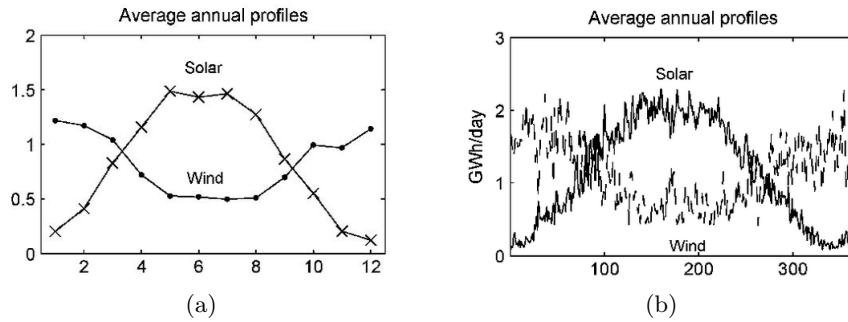 Average annual profiles
2
1.5
1
0.5
0
Solar
Wind
2 4 6 8 10 12
(a)
Average annual profiles
GWh/day
3
2
1
0
Solar
Wind
100 200 300
(b)